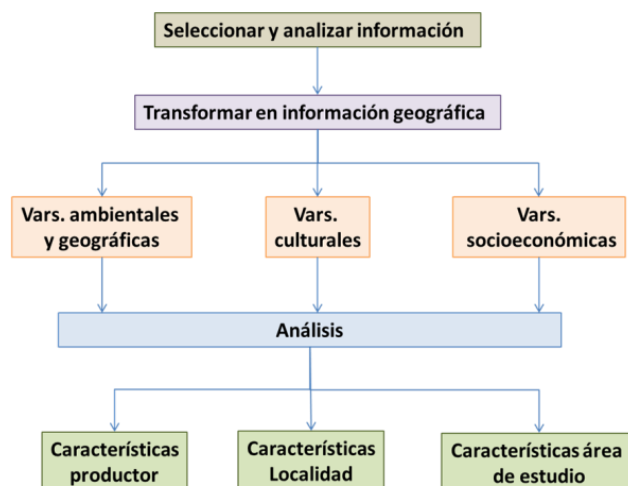 Seleccionar y analizar información
Transformar en información geográfica
Vars. ambientales
y geográficas
Vars.
culturales
Vars.
socioeconómicas
Análisis
Características
productor
Características
Localidad
Características área
de estudio